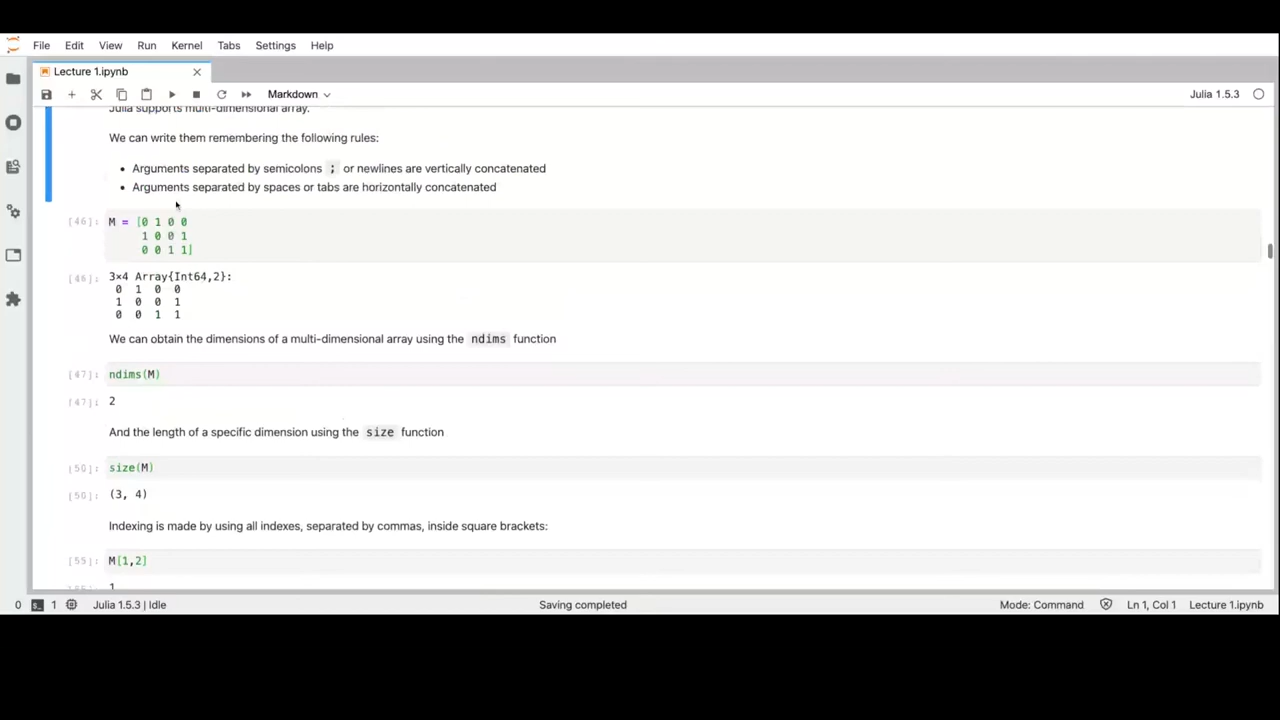 File Edit View Run Kernel Tabs Settings Help
Lecture 1.ipynb
Markdown
Julia 1.5.3
Julia supports multi-dimensional array.
We can write them remembering the following rules:
• Arguments separated by semicolons ; or newlines are vertically concatenated
• Arguments separated by spaces or tabs are horizontally concatenated
[46]: M = [0 1 0 0
1 0 0 1
0 0 1 1]
[46]: 3×4 Array{Int64,2}:
0 1 0 0
1 0 0 1
0 0 1 1
We can obtain the dimensions of a multi-dimensional array using the ndims function
[47]: ndims(M)
[47]: 2
And the length of a specific dimension using the size function
[50]: size(M)
[50]: (3, 4)
Indexing is made by using all indexes, separated by commas, inside square brackets:
[55]: M[1,2]
1
0 1 Julia 1.5.3 | Idle Saving completed Mode: Command Ln 1, Col 1 Lecture 1.ipynb